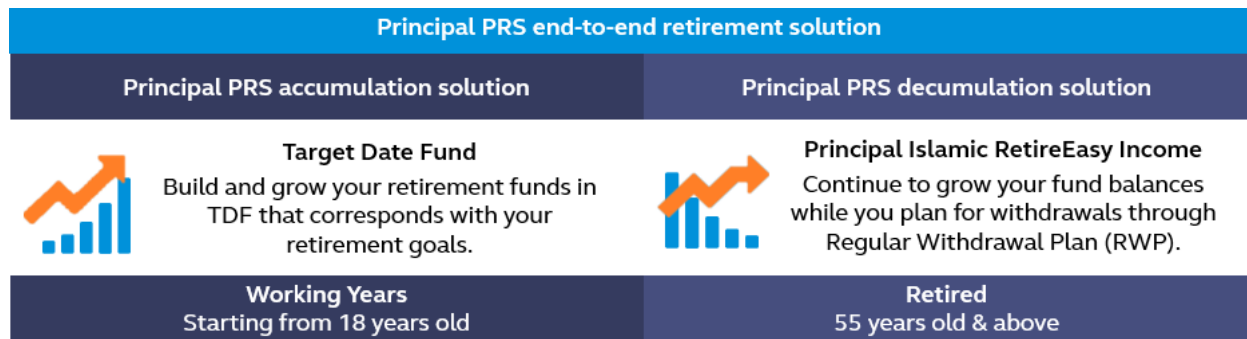 Principal PRS end-to-end retirement solution
Principal PRS accumulation solution
Principal PRS decumulation solution
Target Date Fund
Build and grow your retirement funds in
TDF that corresponds with your
retirement goals.
Principal Islamic RetireEasy Income
Continue to grow your fund balances
while you plan for withdrawals through
Regular Withdrawal Plan (RWP).
Working Years
Starting from 18 years old
Retired
55 years old & above